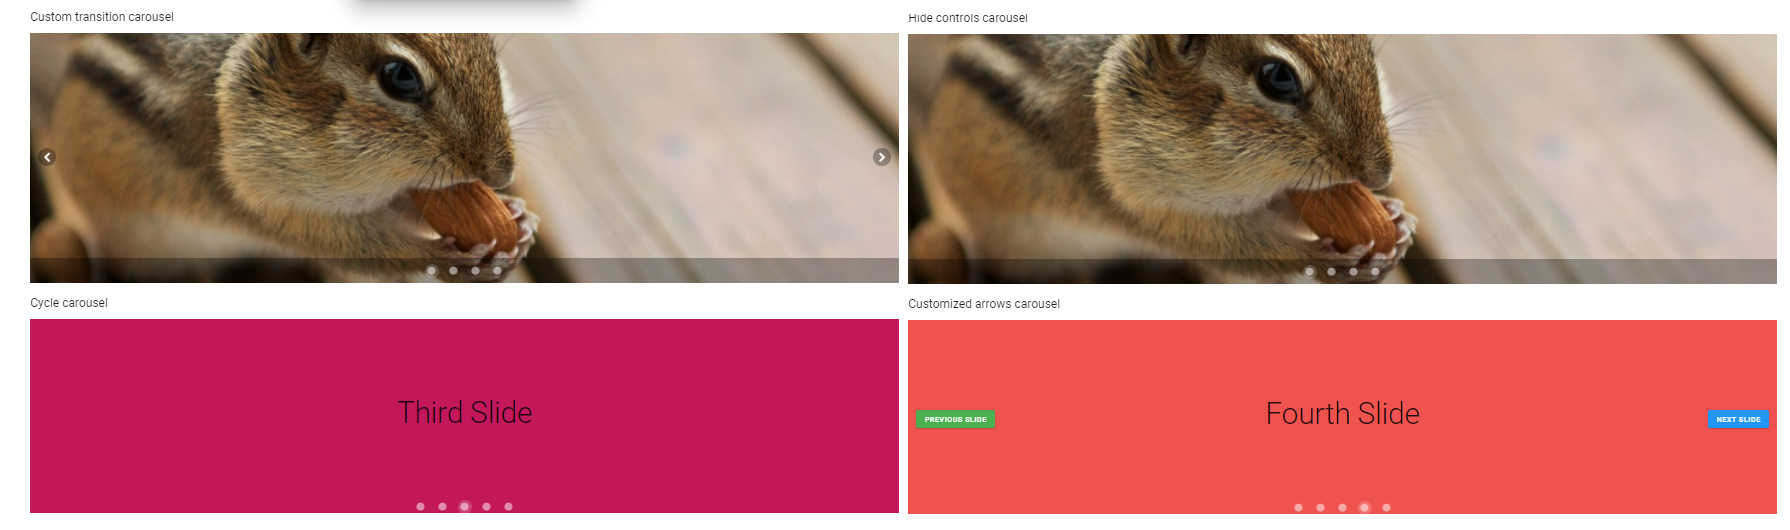 Custom transition carousel
Hide controls carousel
Cycle carousel
Customized arrows carousel
Third Slide
Fourth Slide
PREVIOUS SLIDE
NEXT SLIDE